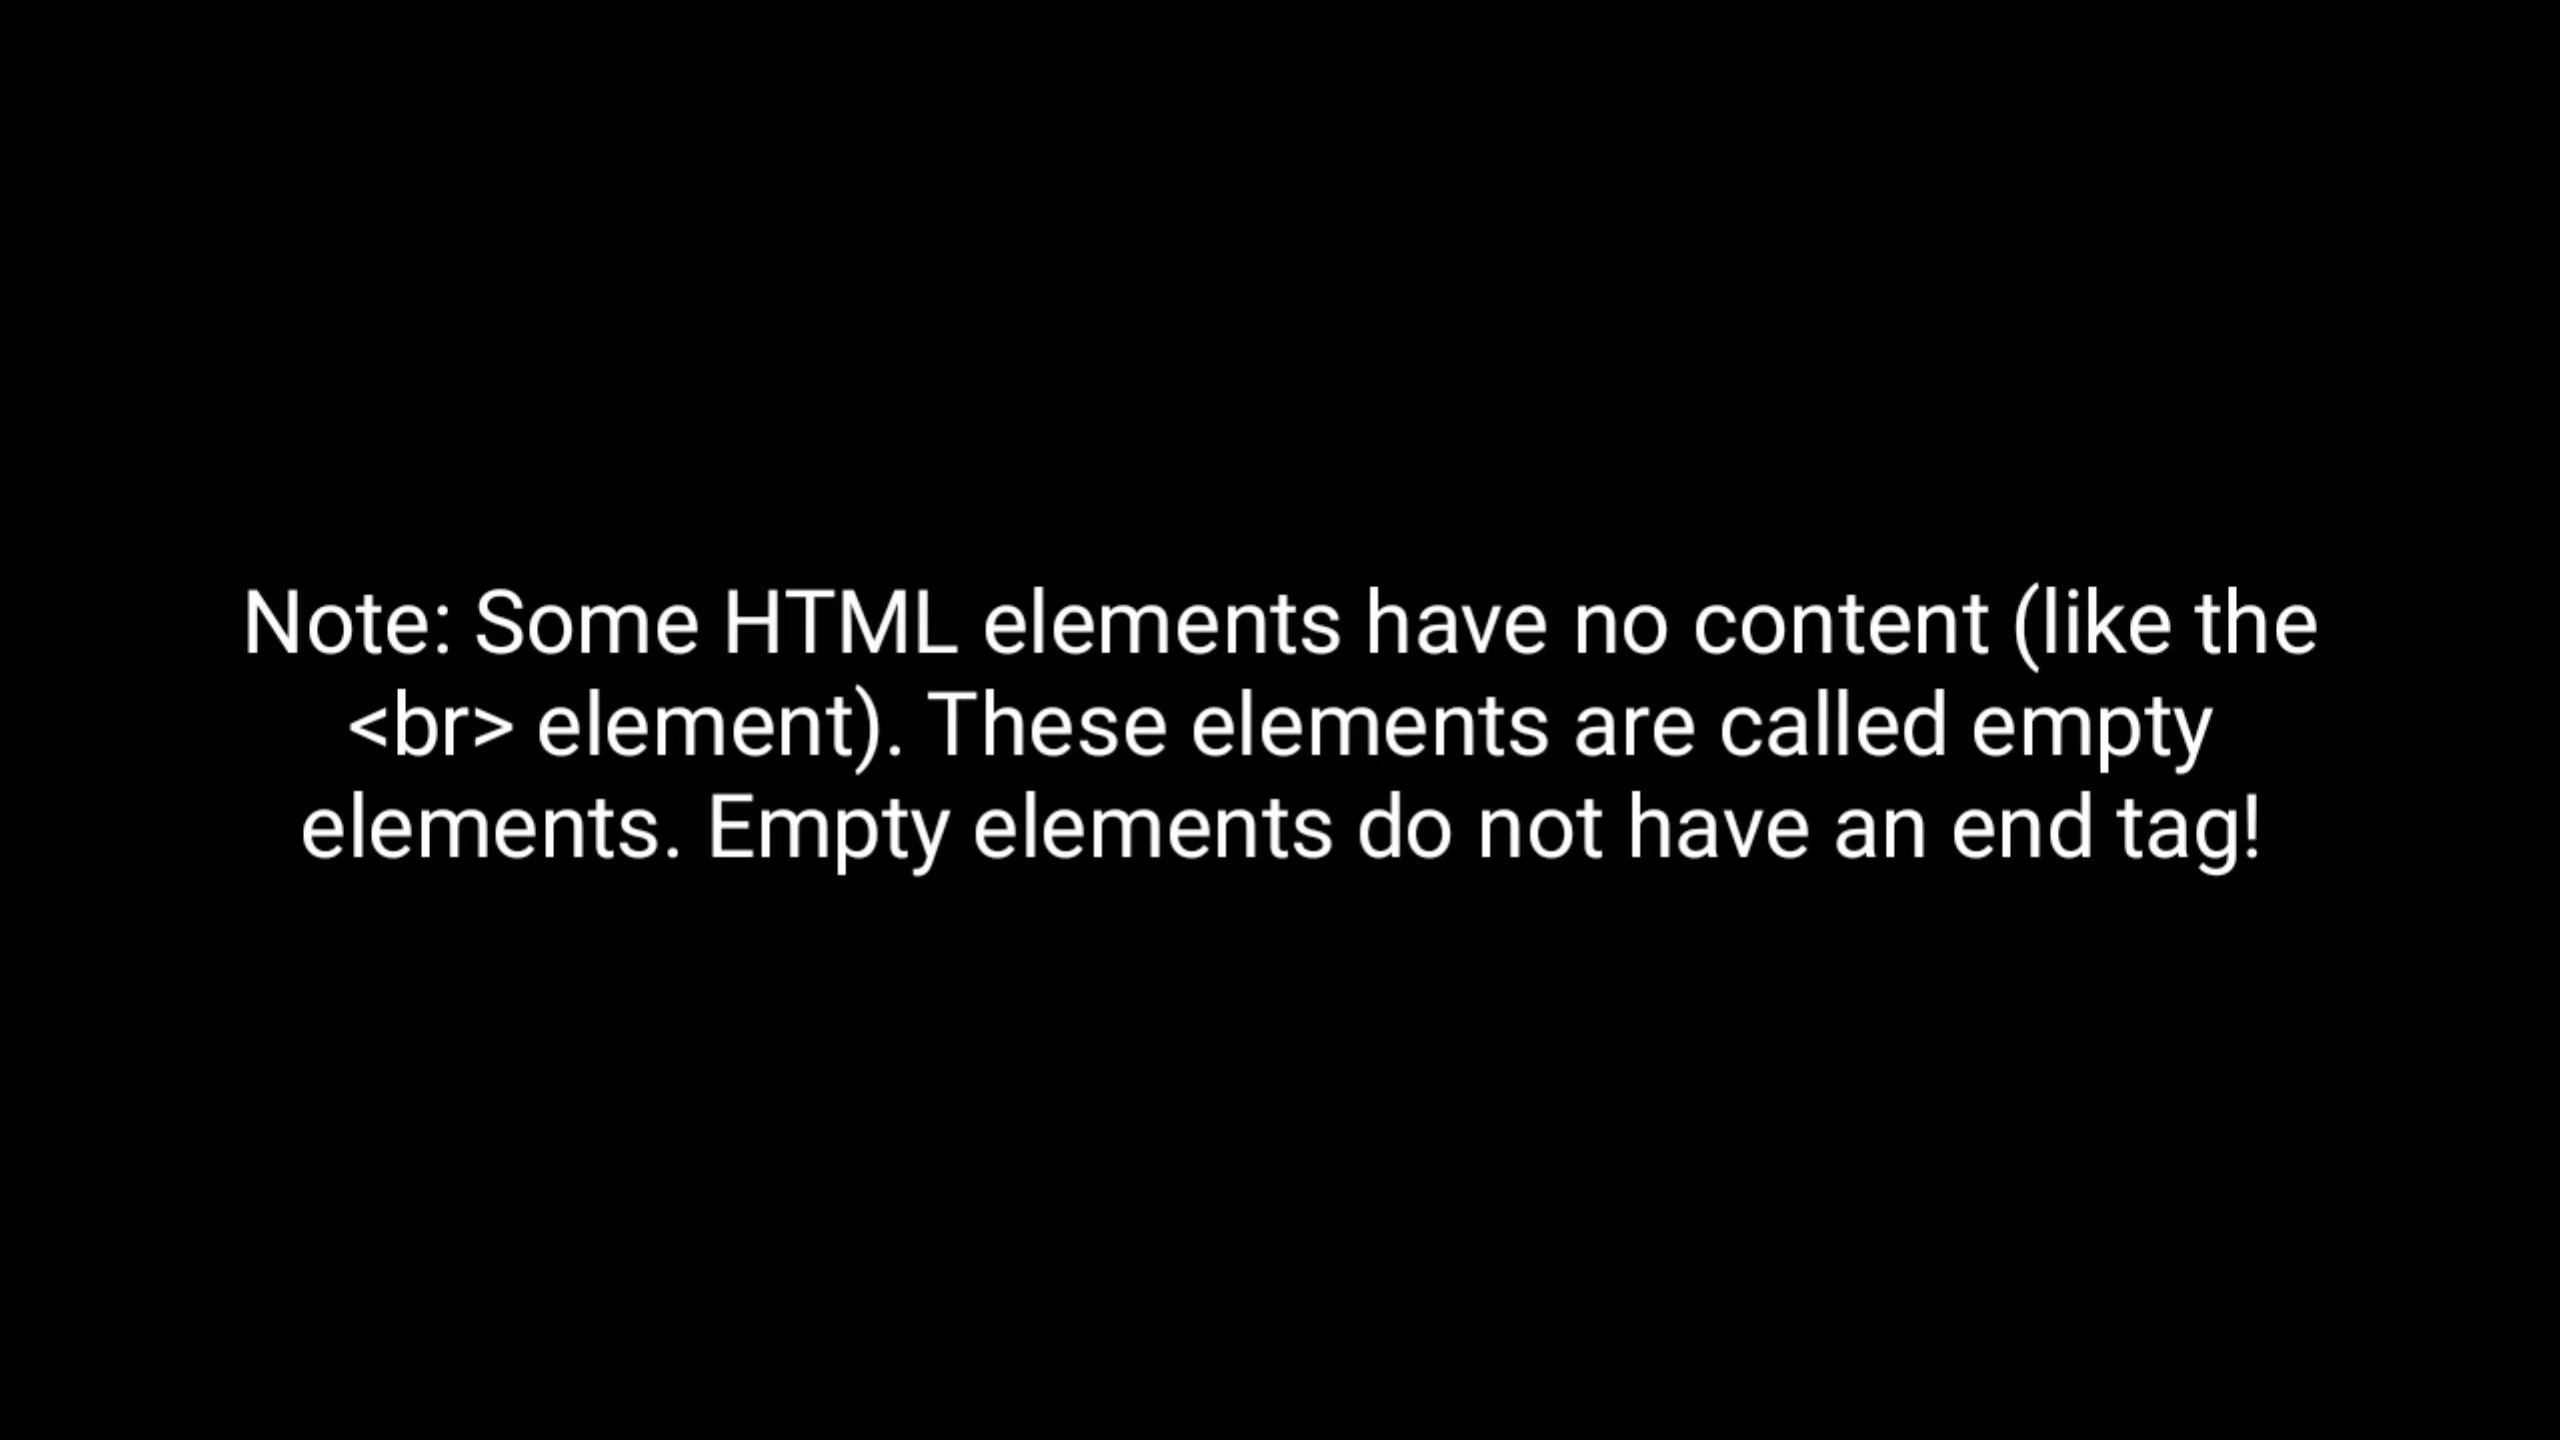 Note: Some HTML elements have no content (like the
<br> element). These elements are called empty
elements. Empty elements do not have an end tag!